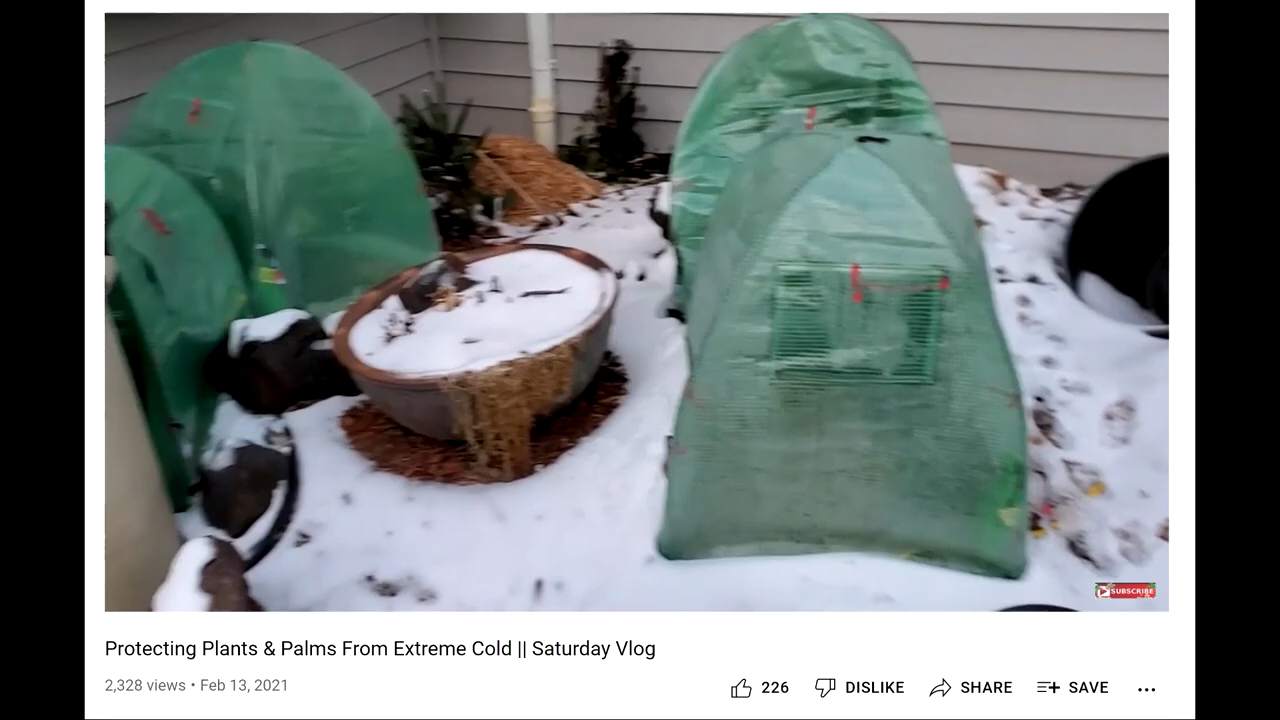 SUBSCRIBE
Protecting Plants & Palms From Extreme Cold || Saturday Vlog
2,328 views • Feb 13, 2021
226 DISLIKE SHARE SAVE